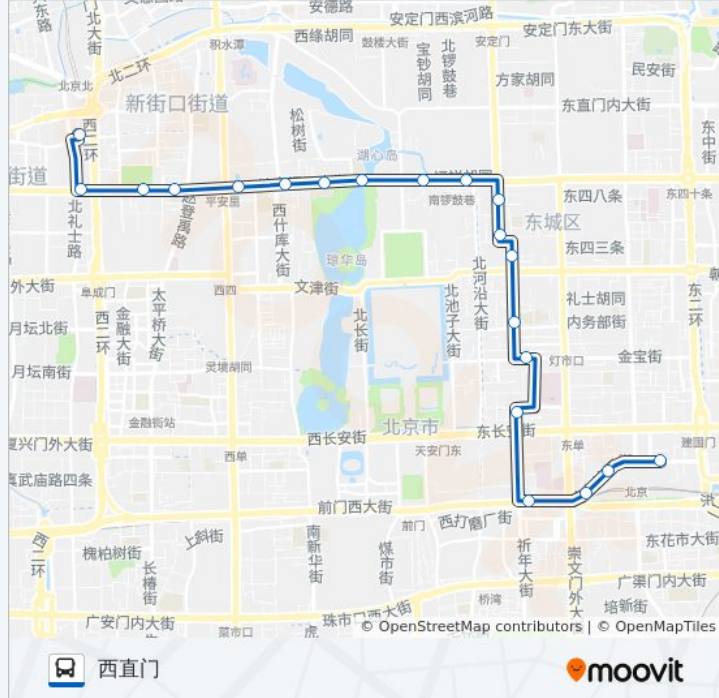 安德路
安定门西滨河路
安定门东大街
东路
门北大街
积水潭
西绦胡同
鼓楼大街
宝钞胡同
北锣鼓巷
安定门
北京北
北二环
方家胡同
民安街
新街口街道
东直门内大街
松树街
西二环
湖心岛
东中街
街道
平安里
赵登禹路
南锣鼓巷
东四八条
东四十条
北礼士路
西什库大街
东城区
东四三条
琼华岛
外大街
阜成门
西四
文津街
北河沿大街
北池子大街
礼士胡同
内务部街
东二环
月坛北街
西二环
金融大街
太平桥大街
北长街
月坛南街
灵境胡同
灯市口
金宝街
金融街站
北京市
复兴门外大街
西长安街
东长安街
天安门东
东单
建国门
西单
真武庙路四条
前门西大街
北京
西二环
上斜街
前门
西打磨厂街
槐柏树街
南新华街
煤市街
祈年大街
崇文门外大
东花市大街
长椿街
广渠门内大街
桥湾
培新街
广安门内大街
菜市口
虎
珠市口西大街
© OpenStreetMap contributors | © OpenMapTiles
西直门
moovit